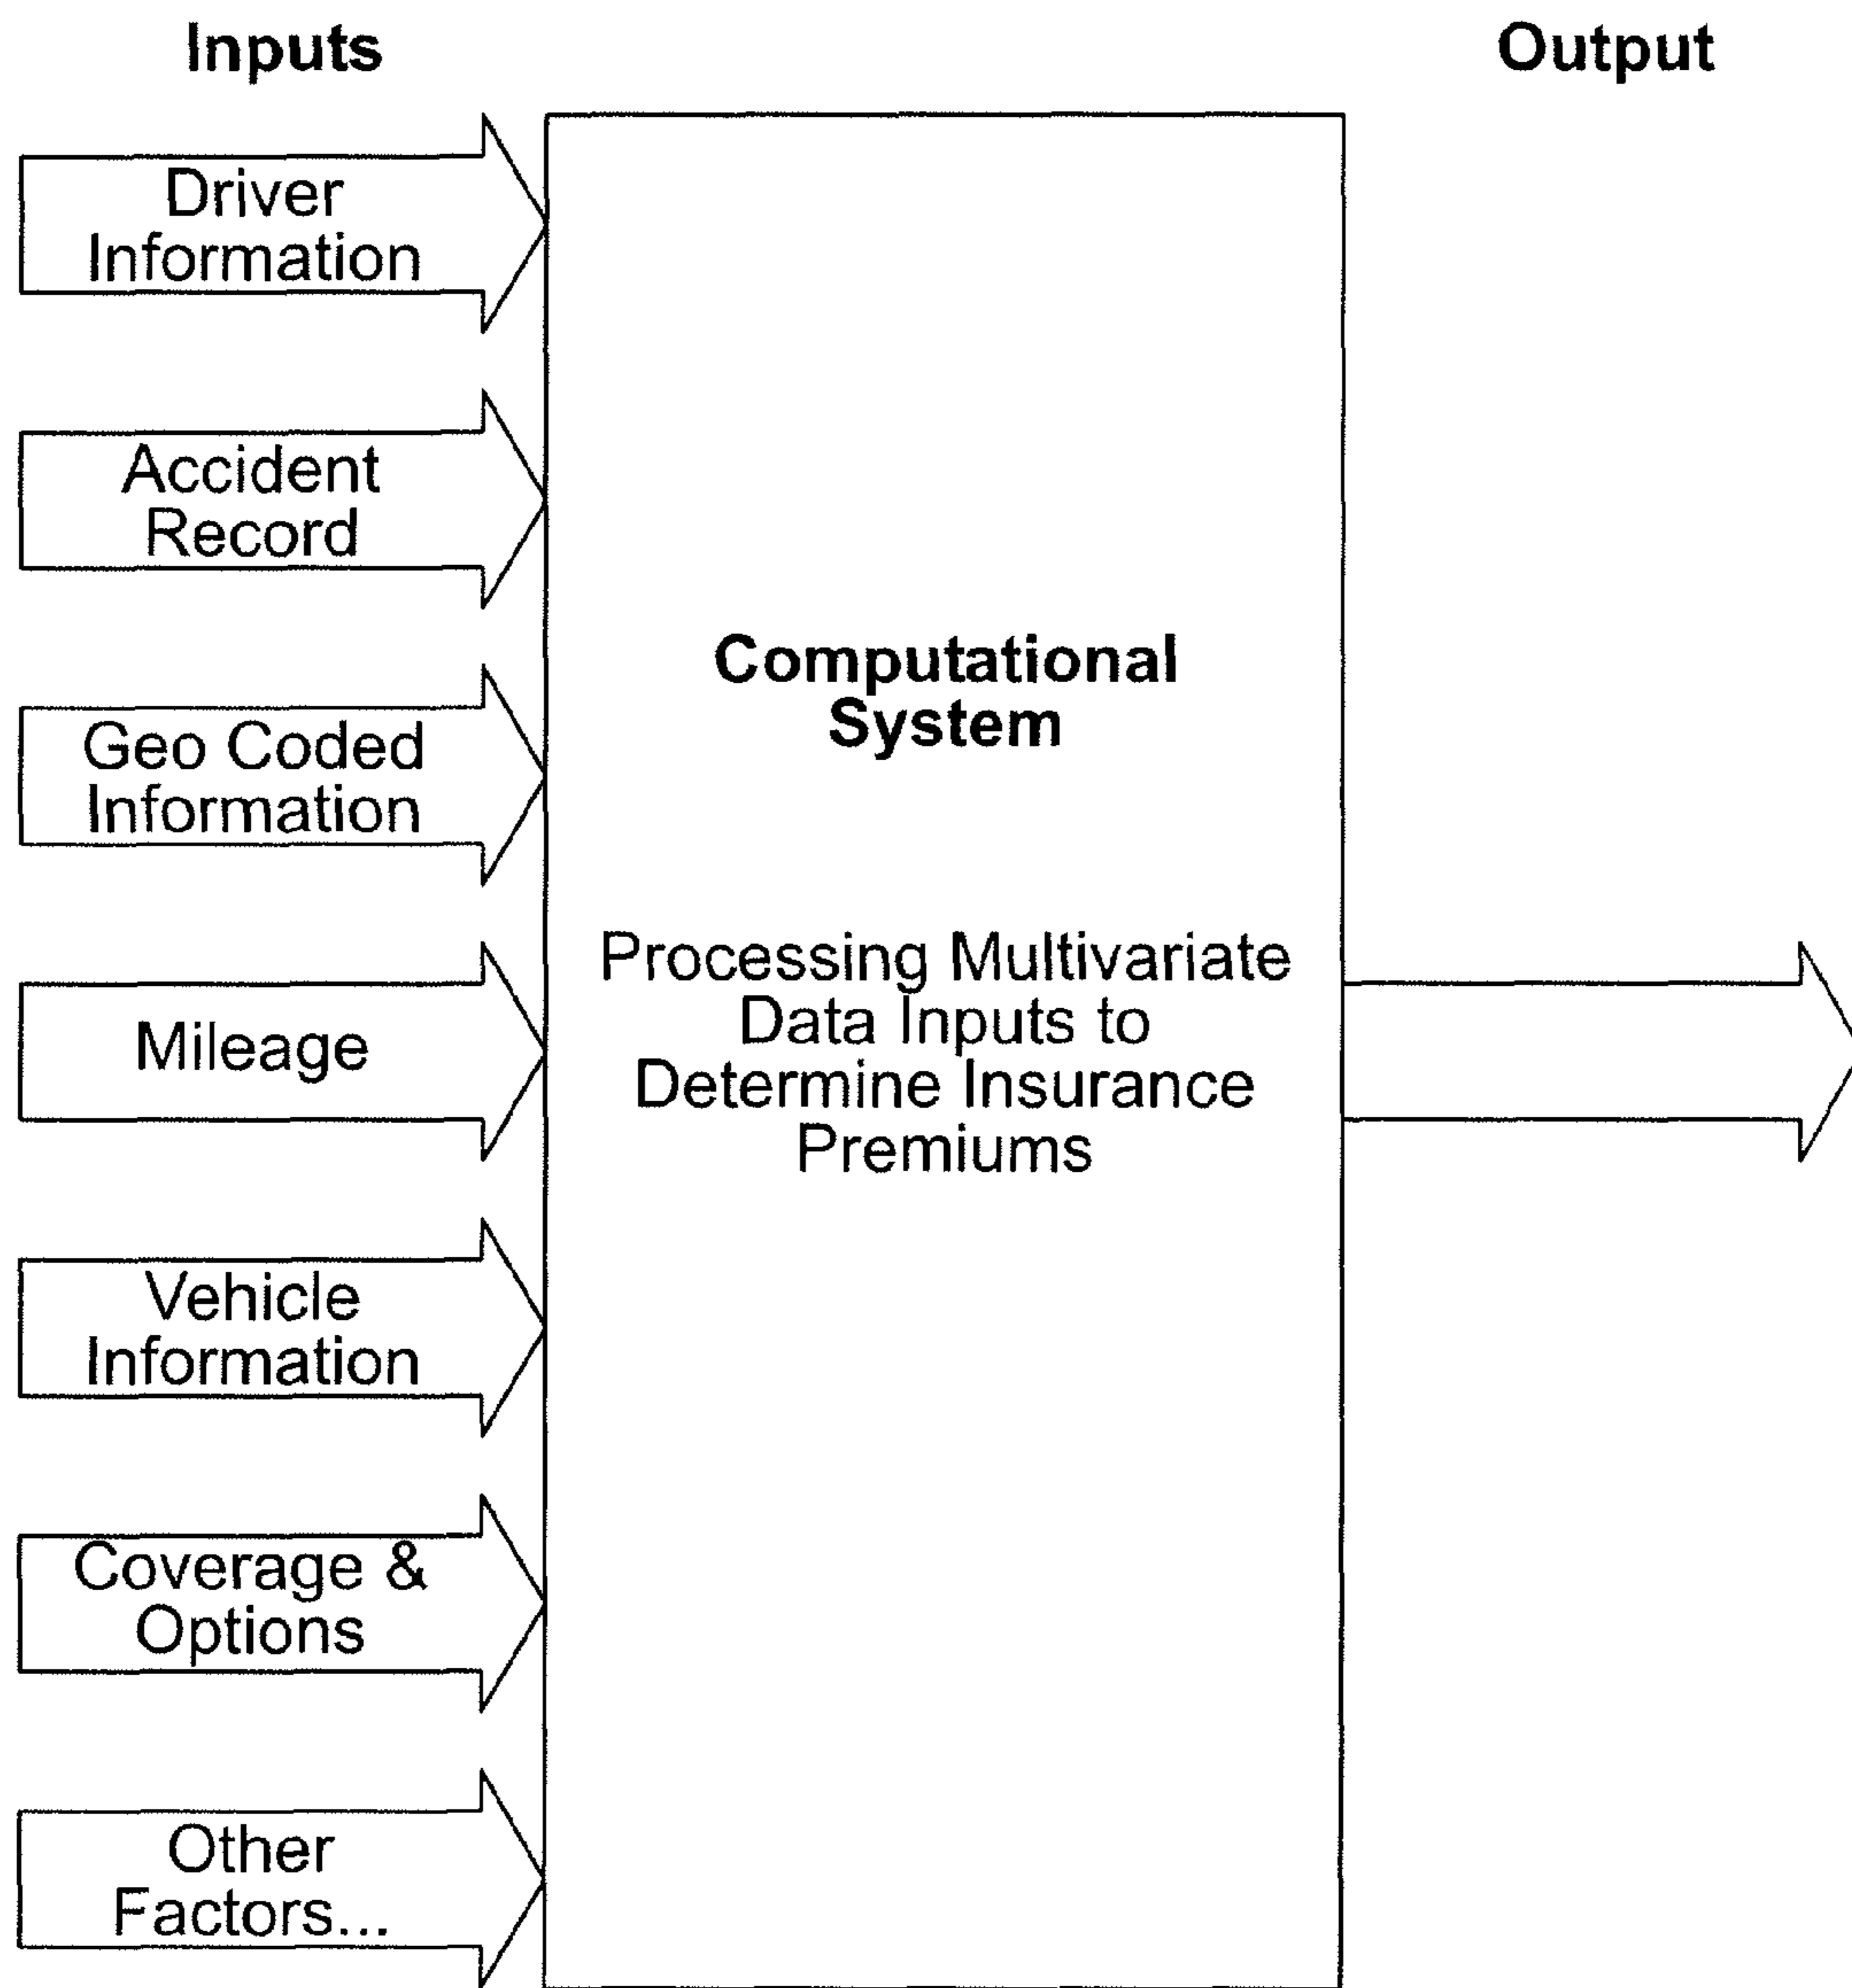 Inputs
Output
Driver
Information
Accident
Record
Geo Coded
Information
Mileage
Vehicle
Information
Coverage &
Options
Other
Factors...
Computational
System
Processing Multivariate
Data Inputs to
Determine Insurance
Premiums